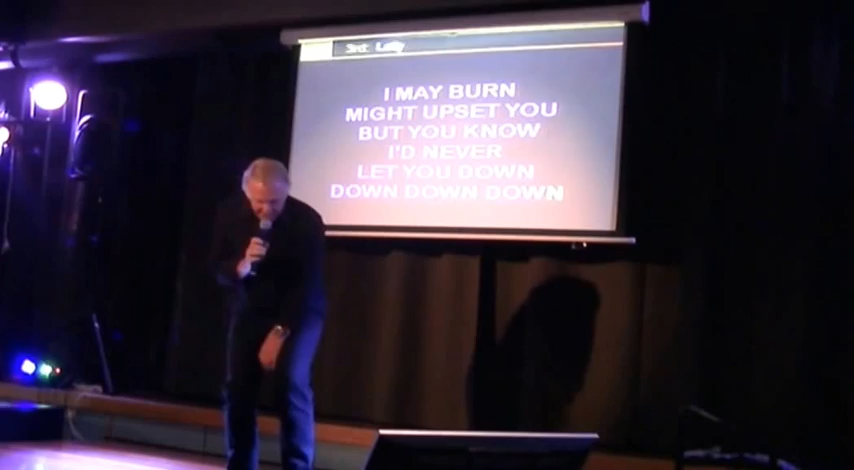 I MAY BURN
MIGHT UPSET YOU
BUT YOU KNOW
I'D NEVER
LET YOU DOWN
DOWN DOWN DOWN